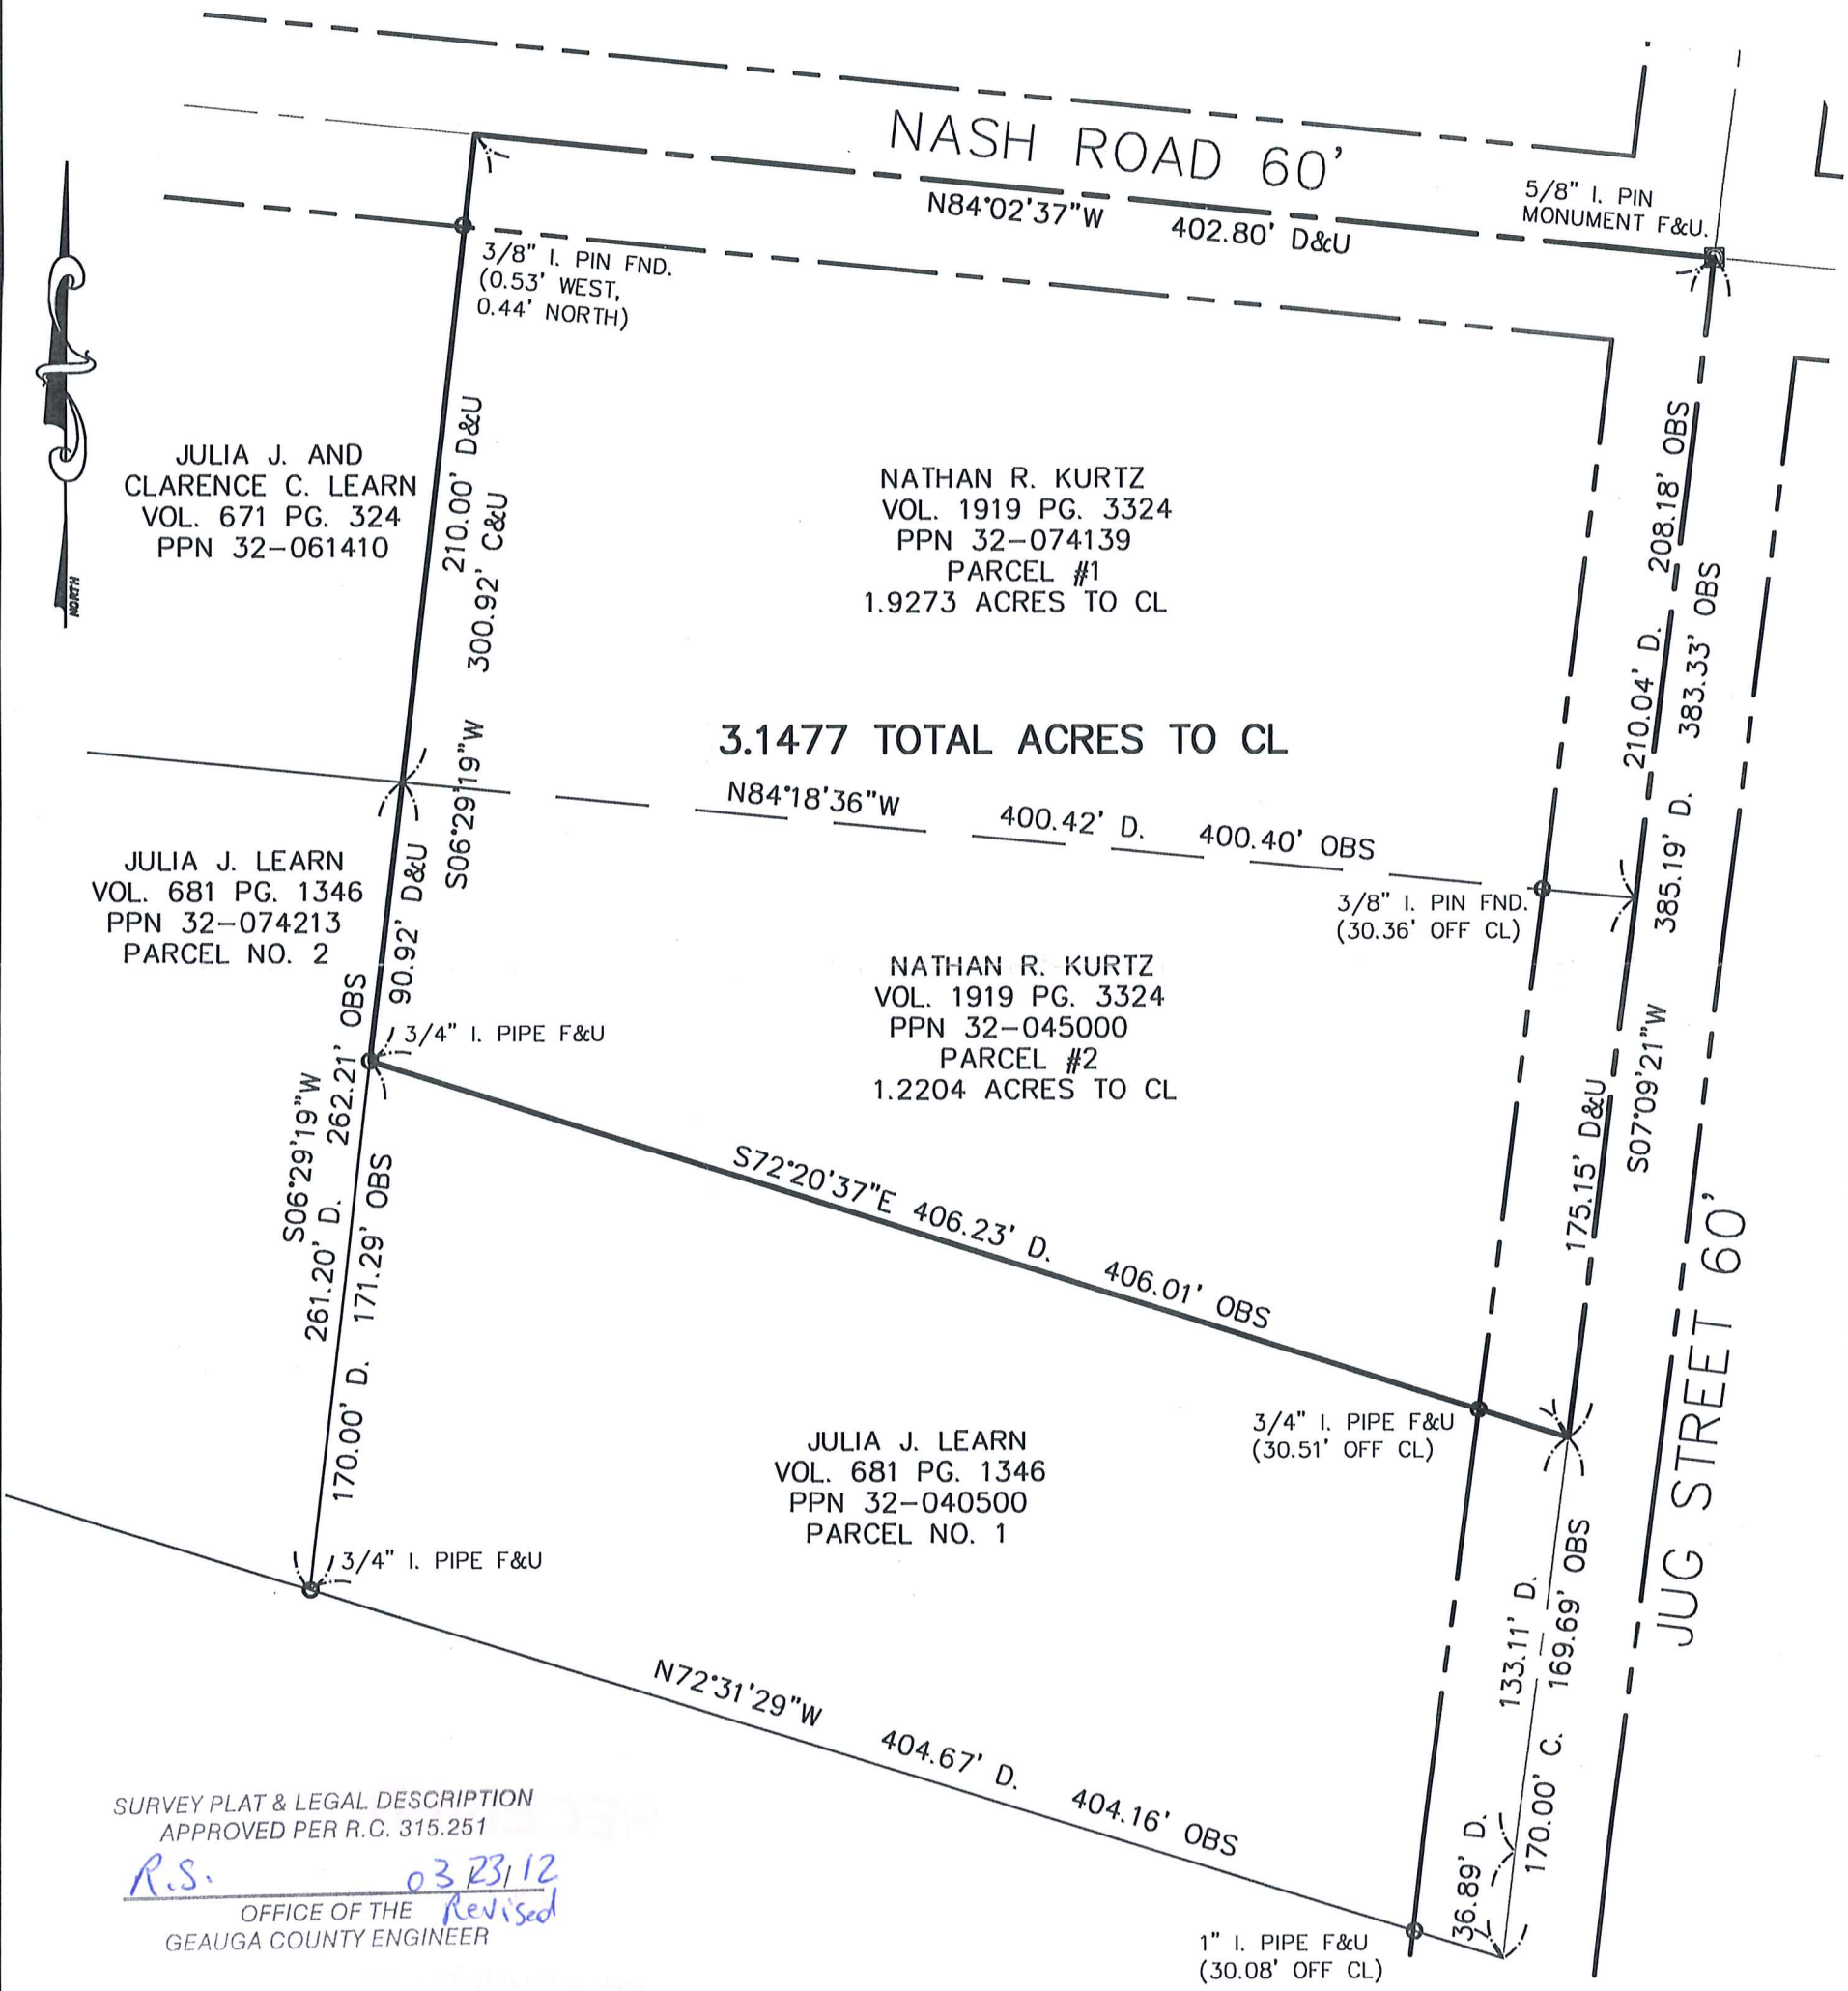 NASH ROAD 60'
N84°02'37"W 402.80' D&U
5/8" I. PIN
MONUMENT F&U.
3/8" I. PIN FND.
(0.53' WEST,
0.44' NORTH)
NORTH
JULIA J. AND
CLARENCE C. LEARN
VOL. 671 PG. 324
PPN 32-061410
210.00' D&U
S06°29'19"W 300.92' C&U
NATHAN R. KURTZ
VOL. 1919 PG. 3324
PPN 32-074139
PARCEL #1
1.9273 ACRES TO CL
210.04' D. 208.18' OBS
385.19' D. 383.33' OBS
3.1477 TOTAL ACRES TO CL
N84°18'36"W 400.42' D. 400.40' OBS
3/8" I. PIN FND.
(30.36' OFF CL)
JULIA J. LEARN
VOL. 681 PG. 1346
PPN 32-074213
PARCEL NO. 2
90.92' D&U
3/4" I. PIPE F&U
NATHAN R. KURTZ
VOL. 1919 PG. 3324
PPN 32-045000
PARCEL #2
1.2204 ACRES TO CL
175.15' D&U
S07°09'21"W
S06°29'19"W
261.20' D. 262.21' OBS
170.00' D. 171.29' OBS
S72°20'37"E 406.23' D. 406.01' OBS
3/4" I. PIPE F&U
(30.51' OFF CL)
JUG STREET 60'
JULIA J. LEARN
VOL. 681 PG. 1346
PPN 32-040500
PARCEL NO. 1
3/4" I. PIPE F&U
N72°31'29"W 404.67' D. 404.16' OBS
36.89' D. 133.11' D.
170.00' C. 169.69' OBS
1" I. PIPE F&U
(30.08' OFF CL)
SURVEY PLAT & LEGAL DESCRIPTION
APPROVED PER R.C. 315.251
R.S. 03/23/12
OFFICE OF THE Revised
GEAUGA COUNTY ENGINEER